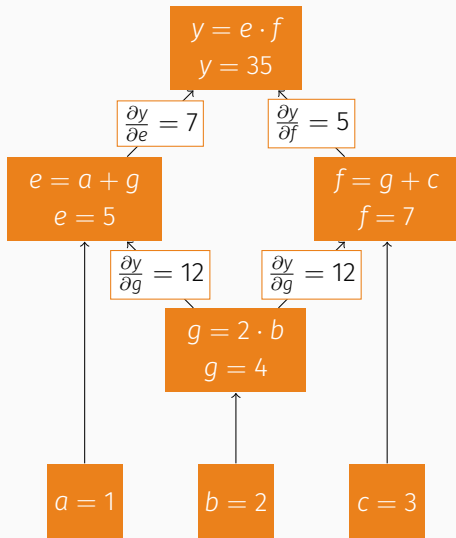 y = e · f
y = 35
∂y/∂e = 7
∂y/∂f = 5
e = a + g
e = 5
f = g + c
f = 7
∂y/∂g = 12
∂y/∂g = 12
g = 2 · b
g = 4
a = 1
b = 2
c = 3